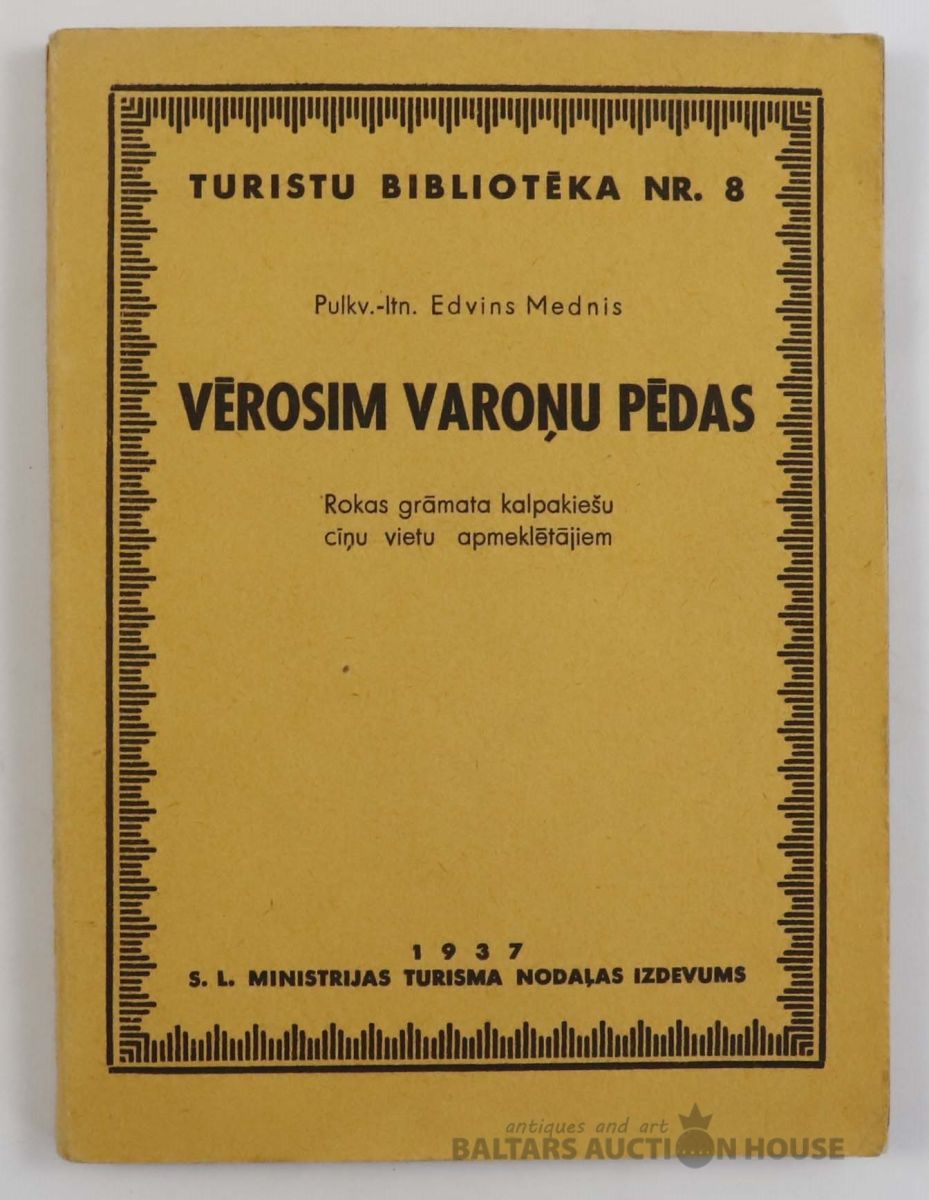 TURISTU BIBLIOTĒKA NR. 8
Pulkv.-ltn. Edvins Mednis
VĒROSIM VAROŅU PĒDAS
Rokas grāmata kalpakiešu
cīņu vietu apmeklētājiem
1937
S. L. MINISTRIJAS TURISMA NODAĻAS IZDEVUMS
antiques and art
BALTARS AUCTION HOUSE